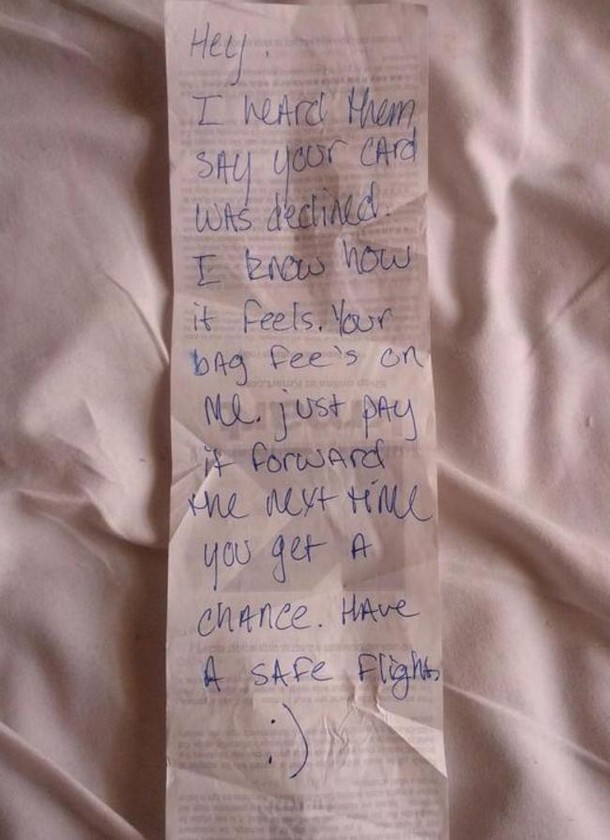 Hey.
I heard them
say your card
was declined.
I know how
it feels. Your
bag fee's on
me. just pay
it forward
the next time
you get a
chance. Have
A safe flight
:)